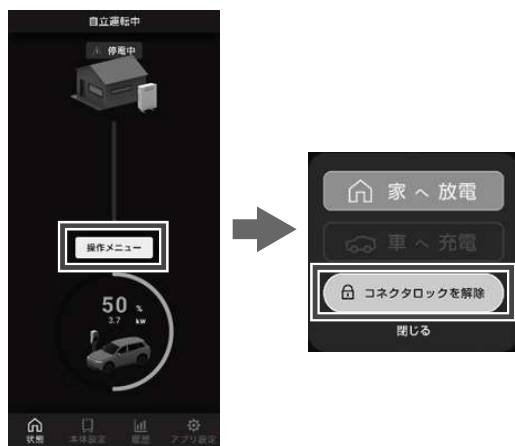 自立運転中
停電中
操作メニュー
50 %
3.7 kW
状態 本体設定 履歴 アプリ設定
家へ放電
車へ充電
コネクタロックを解除
閉じる